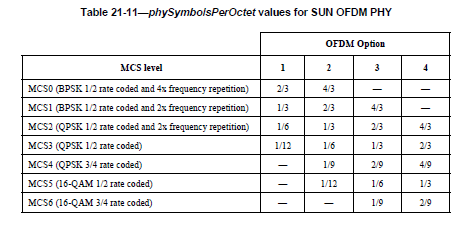 Table 21-11—phySymbolsPerOctet values for SUN OFDM PHY
OFDM Option
MCS level 1 2 3 4
MCS0 (BPSK 1/2 rate coded and 4x frequency repetition) 2/3 4/3 — —
MCS1 (BPSK 1/2 rate coded and 2x frequency repetition) 1/3 2/3 4/3 —
MCS2 (QPSK 1/2 rate coded and 2x frequency repetition) 1/6 1/3 2/3 4/3
MCS3 (QPSK 1/2 rate coded) 1/12 1/6 1/3 2/3
MCS4 (QPSK 3/4 rate coded) — 1/9 2/9 4/9
MCS5 (16-QAM 1/2 rate coded) — 1/12 1/6 1/3
MCS6 (16-QAM 3/4 rate coded) — — 1/9 2/9